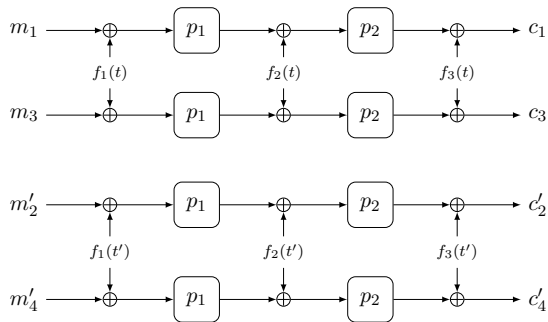 m₁ p₁ p₂ c₁
f₁(t) f₂(t) f₃(t)
m₃ p₁ p₂ c₃
m′₂ p₁ p₂ c′₂
f₁(t′) f₂(t′) f₃(t′)
m′₄ p₁ p₂ c′₄